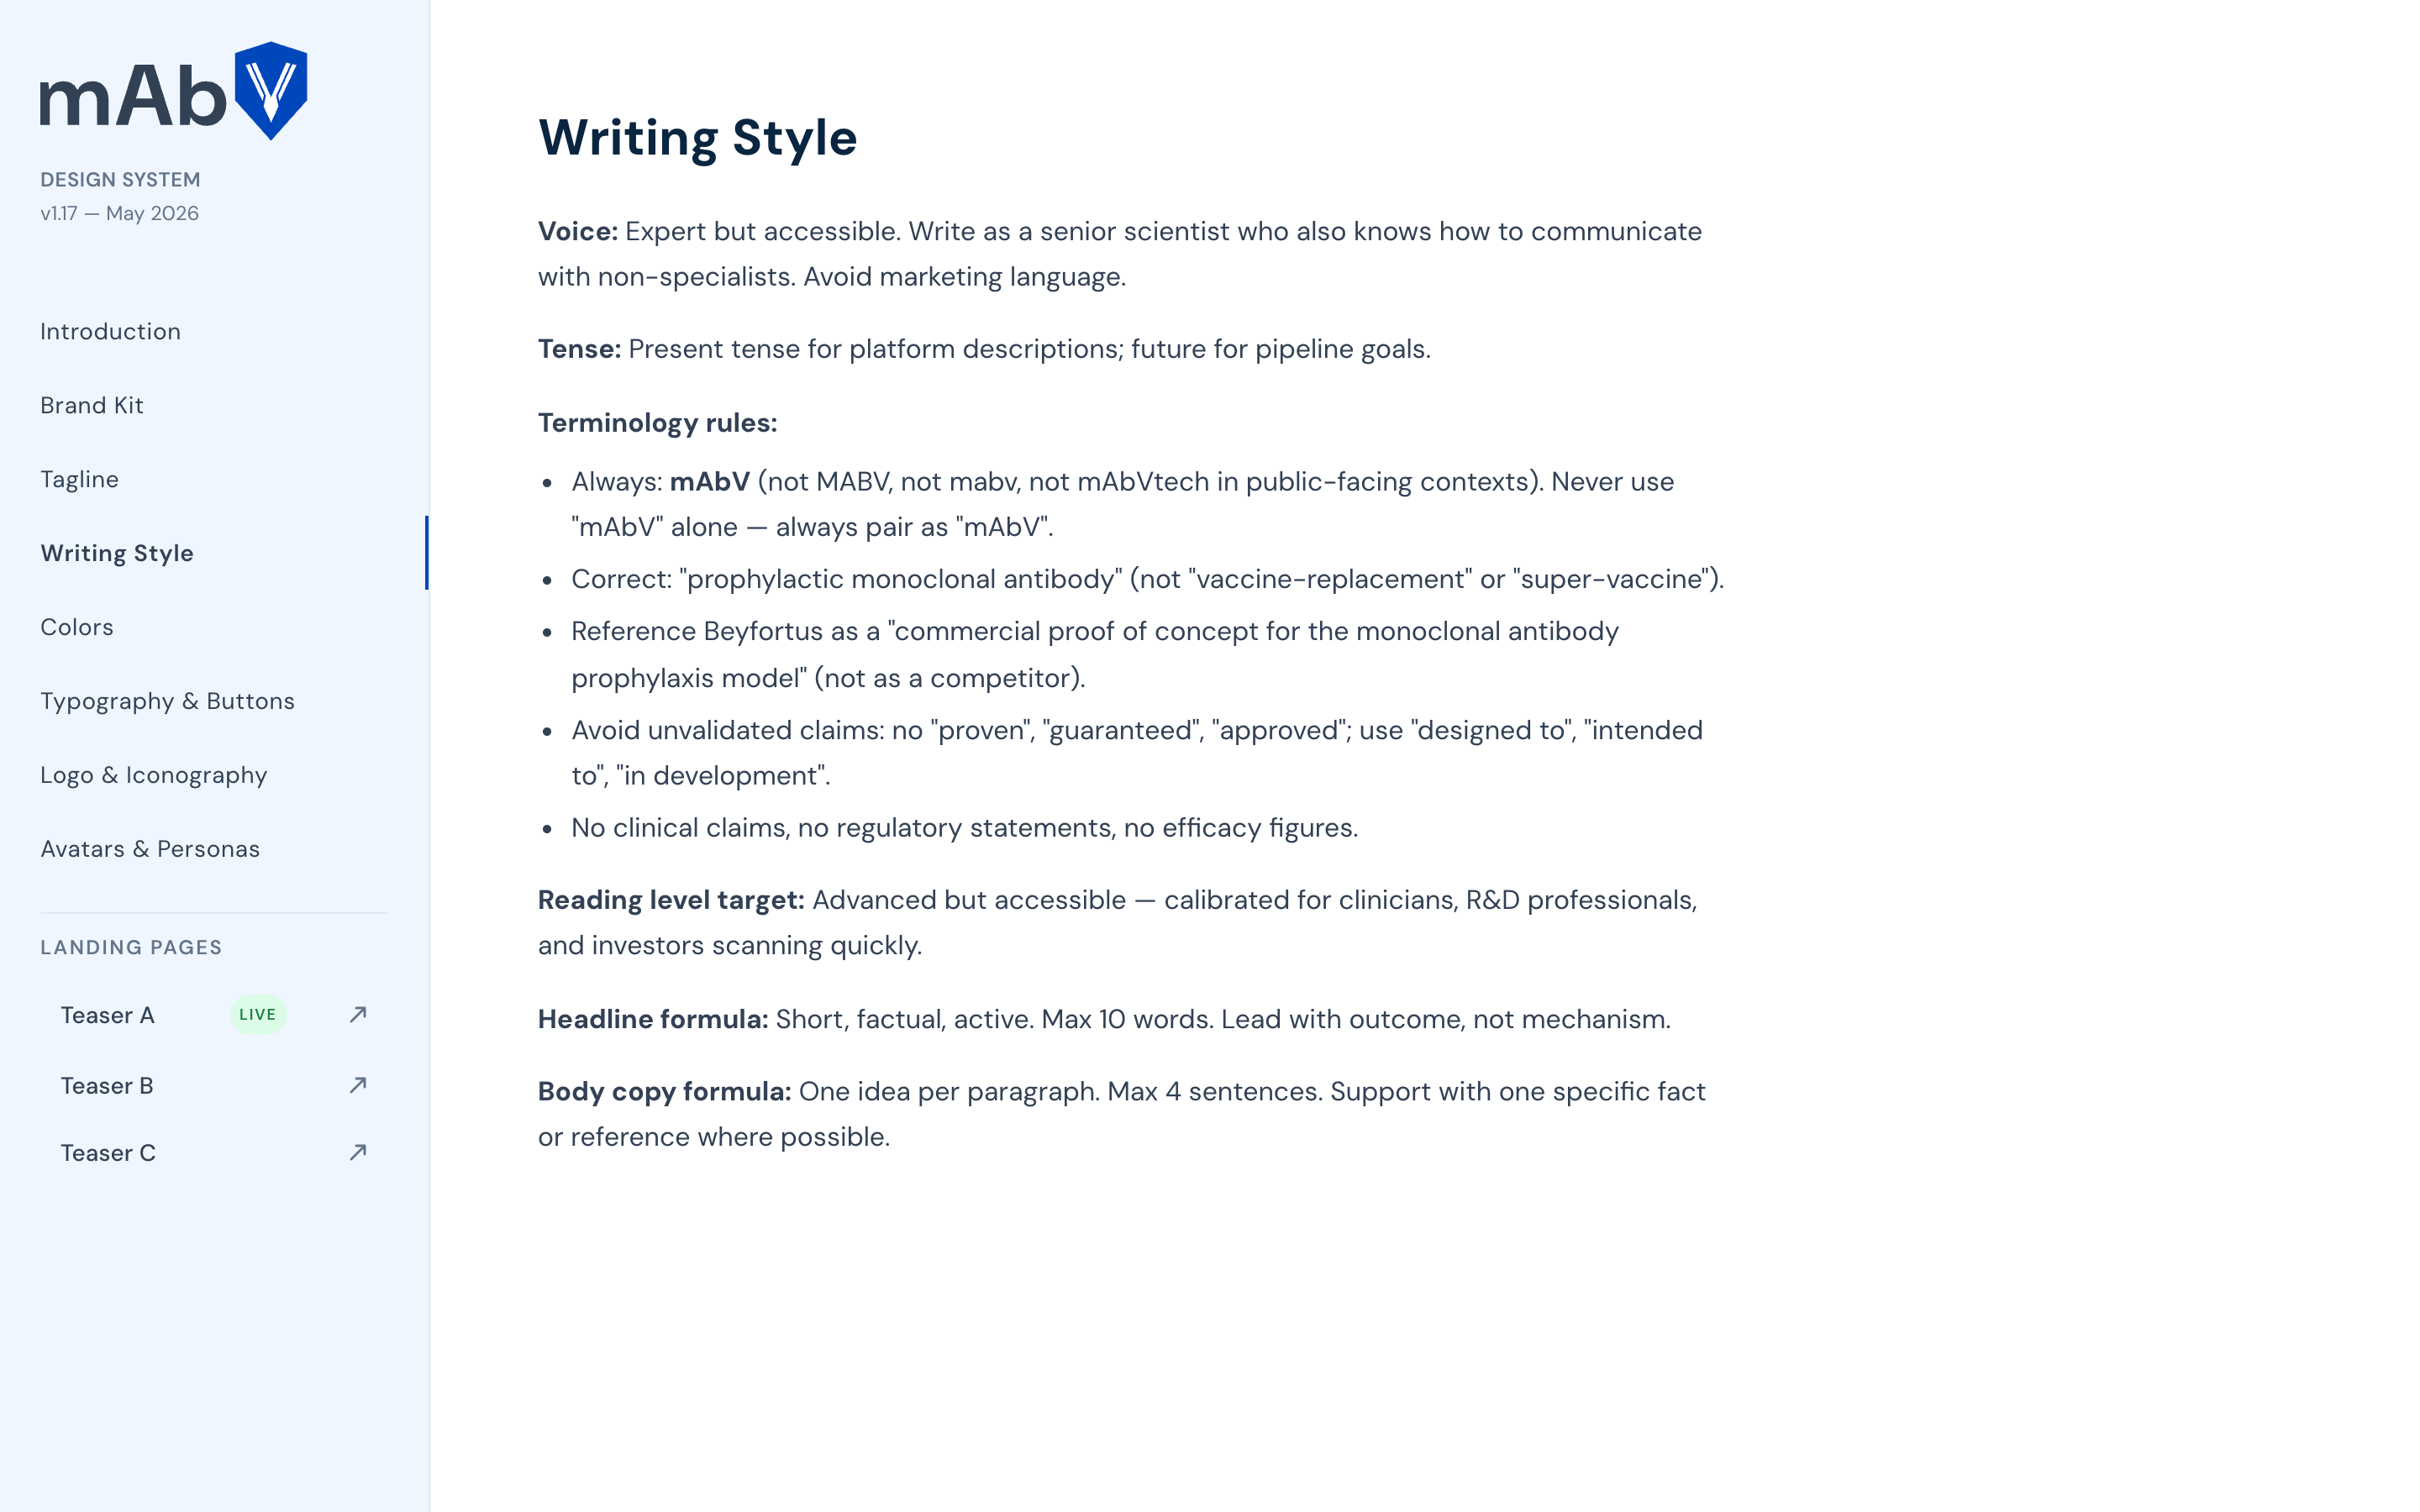 mAbV
DESIGN SYSTEM
v1.17 — May 2026
Introduction
Brand Kit
Tagline
Writing Style
Colors
Typography & Buttons
Logo & Iconography
Avatars & Personas
LANDING PAGES
Teaser A LIVE
Teaser B
Teaser C
Writing Style
Voice: Expert but accessible. Write as a senior scientist who also knows how to communicate
with non-specialists. Avoid marketing language.
Tense: Present tense for platform descriptions; future for pipeline goals.
Terminology rules:
• Always: mAbV (not MABV, not mabv, not mAbVtech in public-facing contexts). Never use
"mAbV" alone — always pair as "mAbV".
• Correct: "prophylactic monoclonal antibody" (not "vaccine-replacement" or "super-vaccine").
• Reference Beyfortus as a "commercial proof of concept for the monoclonal antibody
prophylaxis model" (not as a competitor).
• Avoid unvalidated claims: no "proven", "guaranteed", "approved"; use "designed to", "intended
to", "in development".
• No clinical claims, no regulatory statements, no efficacy figures.
Reading level target: Advanced but accessible — calibrated for clinicians, R&D professionals,
and investors scanning quickly.
Headline formula: Short, factual, active. Max 10 words. Lead with outcome, not mechanism.
Body copy formula: One idea per paragraph. Max 4 sentences. Support with one specific fact
or reference where possible.